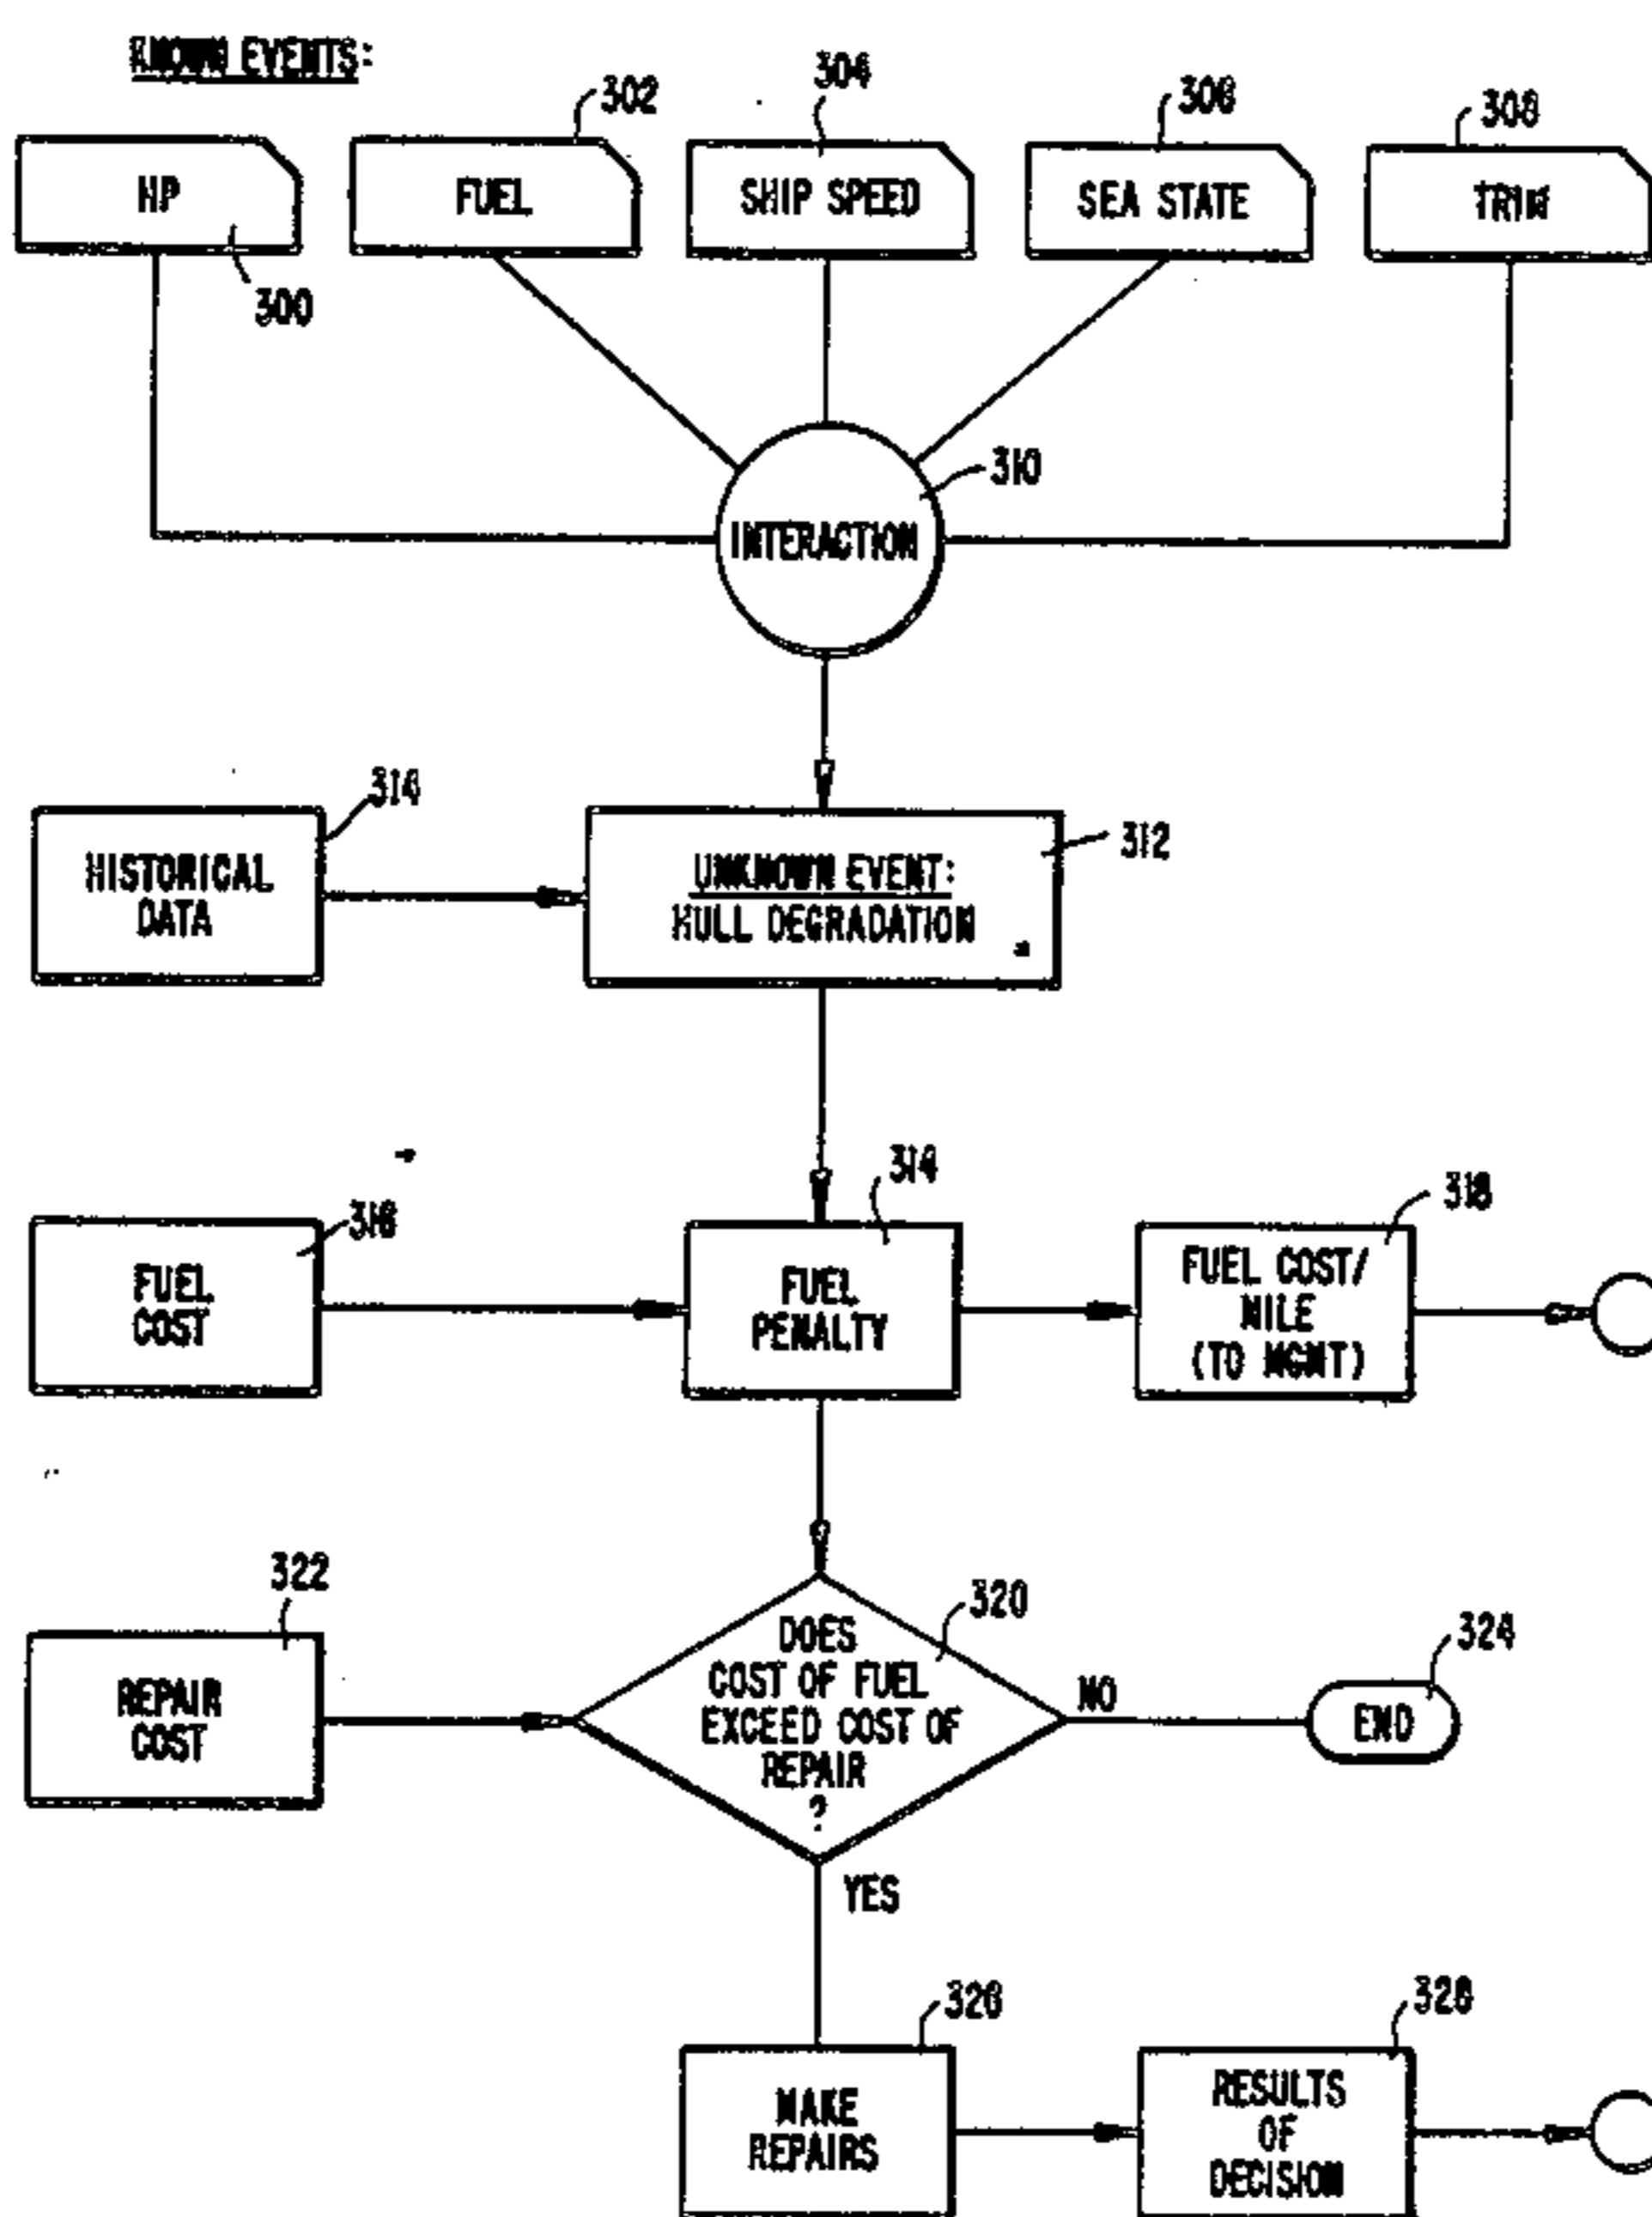 KNOWN EVENTS:
302
304
306
308
HP
FUEL
SHIP SPEED
SEA STATE
TRIM
300
310
INTERACTION
314
312
HISTORICAL
DATA
UNKNOWN EVENT:
HULL DEGRADATION
316
314
318
FUEL
COST
FUEL
PENALTY
FUEL COST/
MILE
(TO MGMT)
322
320
324
REPAIR
COST
DOES
COST OF FUEL
EXCEED COST OF
REPAIR
?
NO
END
YES
326
328
MAKE
REPAIRS
RESULTS
OF
DECISION